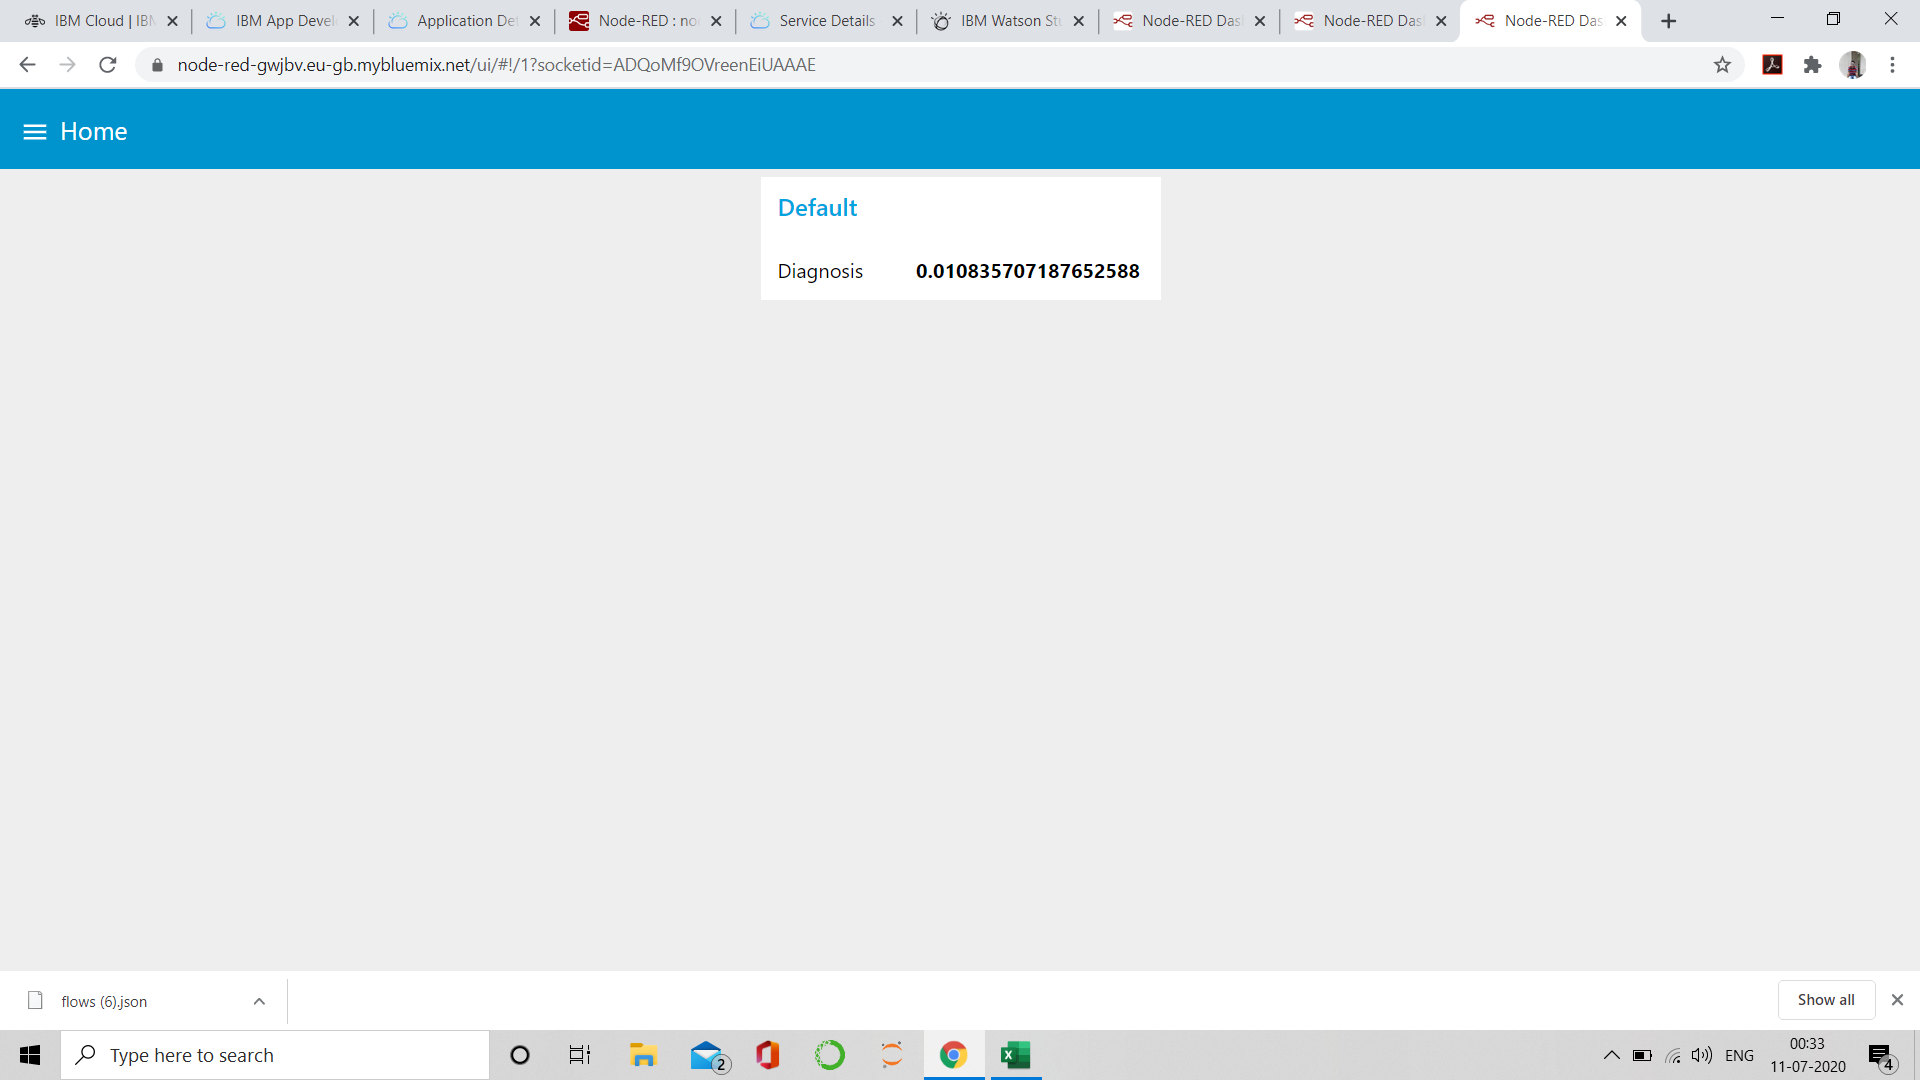 IBM Cloud | IBM
IBM App Devel
Application Det
Node-RED : no
Service Details
IBM Watson Stu
Node-RED Das
Node-RED Das
Node-RED Das
node-red-gwjbv.eu-gb.mybluemix.net/ui/#!/1?socketid=ADQoMf9OVreenEiUAAAE
Home
Default
Diagnosis 0.010835707187652588
flows (6).json
Show all
Type here to search
2
ENG
00:33
11-07-2020
4